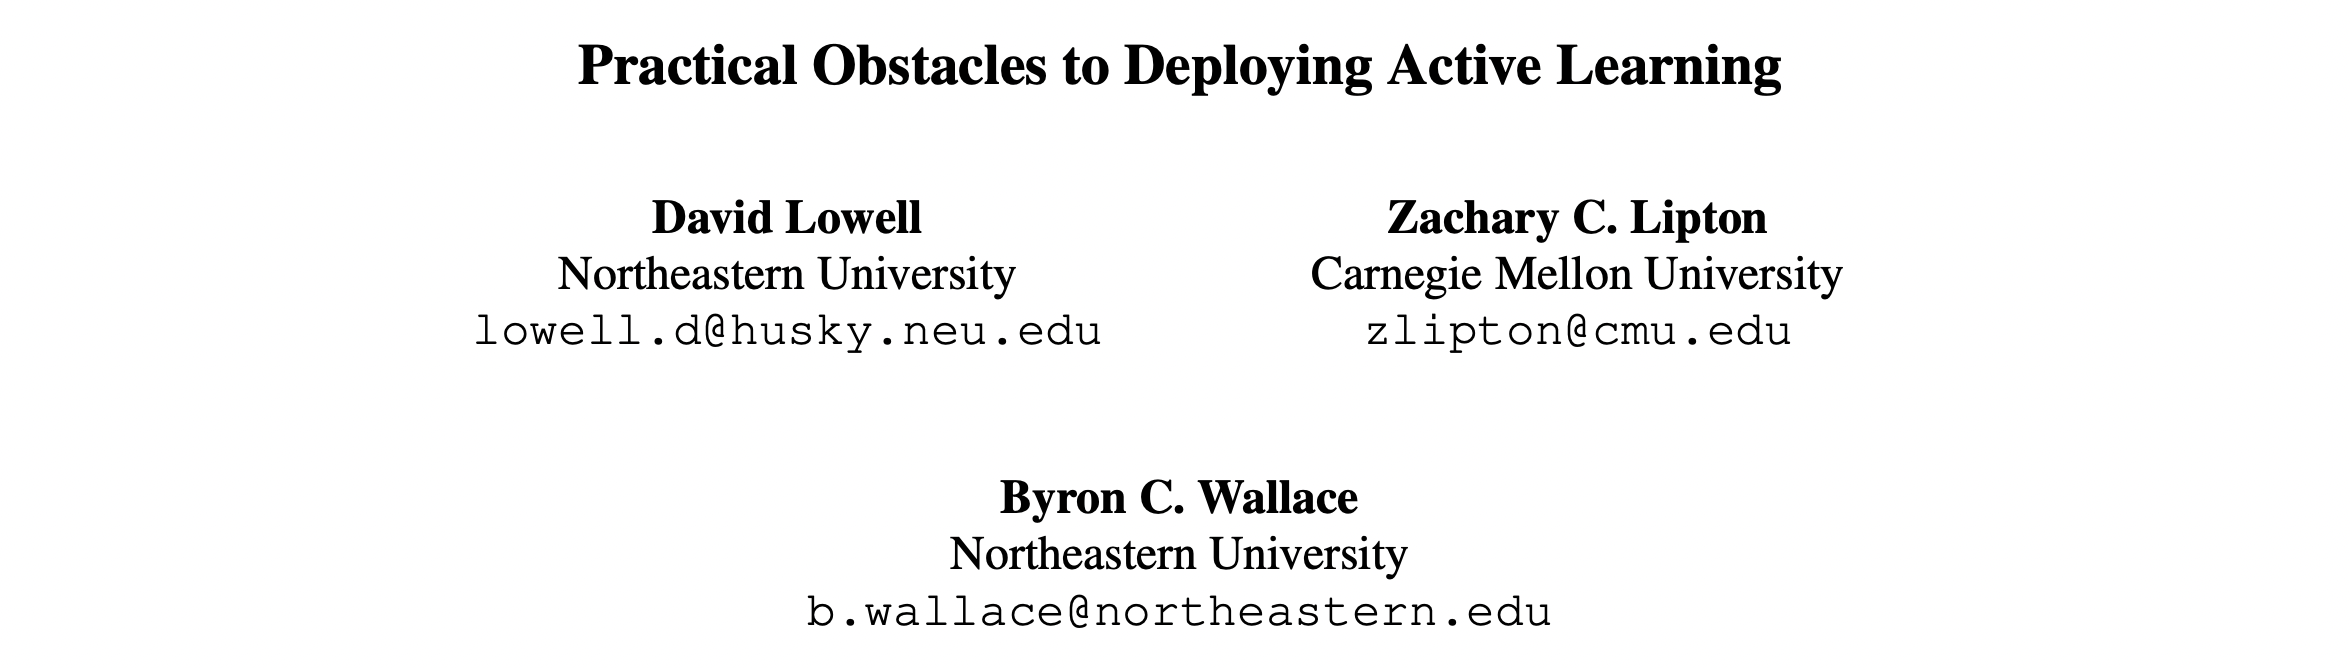 Practical Obstacles to Deploying Active Learning
David Lowell
Northeastern University
lowell.d@husky.neu.edu
Zachary C. Lipton
Carnegie Mellon University
zlipton@cmu.edu
Byron C. Wallace
Northeastern University
b.wallace@northeastern.edu